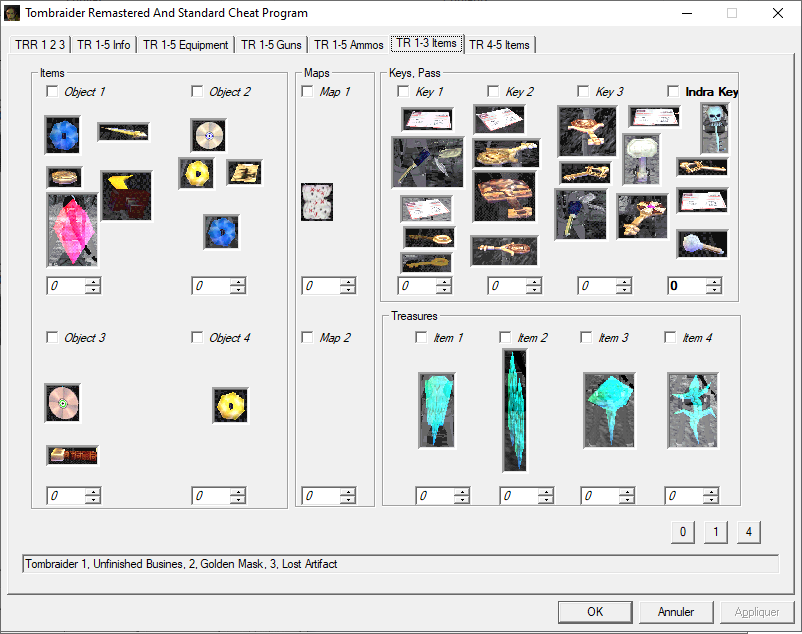 Tombraider Remastered And Standard Cheat Program
TRR 1 2 3 TR 1-5 Info TR 1-5 Equipment TR 1-5 Guns TR 1-5 Ammos TR 1-3 Items TR 4-5 Items
Items Maps Keys, Pass
Object 1 Object 2 Map 1 Key 1 Key 2 Key 3 Indra Key
0 0 0 0 0 0 0
Treasures
Object 3 Object 4 Map 2 Item 1 Item 2 Item 3 Item 4
0 0 0 0 0 0 0
0 1 4
Tombraider 1, Unfinished Busines, 2, Golden Mask, 3, Lost Artifact
OK Annuler Appliquer